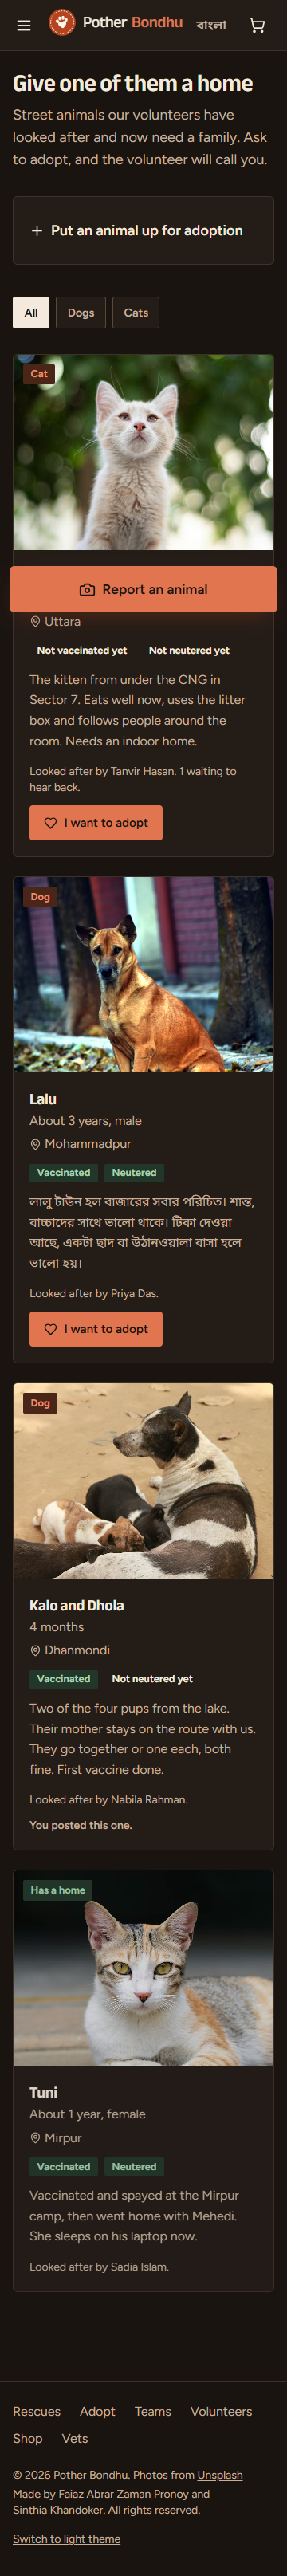 Pother Bondhu
বাংলা
Give one of them a home
Street animals our volunteers have
looked after and now need a family. Ask
to adopt, and the volunteer will call you.
Put an animal up for adoption
All
Dogs
Cats
Cat
Report an animal
Uttara
Not vaccinated yet
Not neutered yet
The kitten from under the CNG in
Sector 7. Eats well now, uses the litter
box and follows people around the
room. Needs an indoor home.
Looked after by Tanvir Hasan. 1 waiting to
hear back.
I want to adopt
Dog
Lalu
About 3 years, male
Mohammadpur
Vaccinated
Neutered
লালু টাউন হল বাজারের সবার পরিচিত। শান্ত,
বাচ্চাদের সাথে ভালো থাকে। টিকা দেওয়া
আছে, একটা ছাদ বা উঠানওয়ালা বাসা হলে
ভালো হয়।
Looked after by Priya Das.
I want to adopt
Dog
Kalo and Dhola
4 months
Dhanmondi
Vaccinated
Not neutered yet
Two of the four pups from the lake.
Their mother stays on the route with us.
They go together or one each, both
fine. First vaccine done.
Looked after by Nabila Rahman.
You posted this one.
Has a home
Tuni
About 1 year, female
Mirpur
Vaccinated
Neutered
Vaccinated and spayed at the Mirpur
camp, then went home with Mehedi.
She sleeps on his laptop now.
Looked after by Sadia Islam.
Rescues
Adopt
Teams
Volunteers
Shop
Vets
© 2026 Pother Bondhu. Photos from Unsplash
Made by Faiaz Abrar Zaman Pronoy and
Sinthia Khandoker. All rights reserved.
Switch to light theme